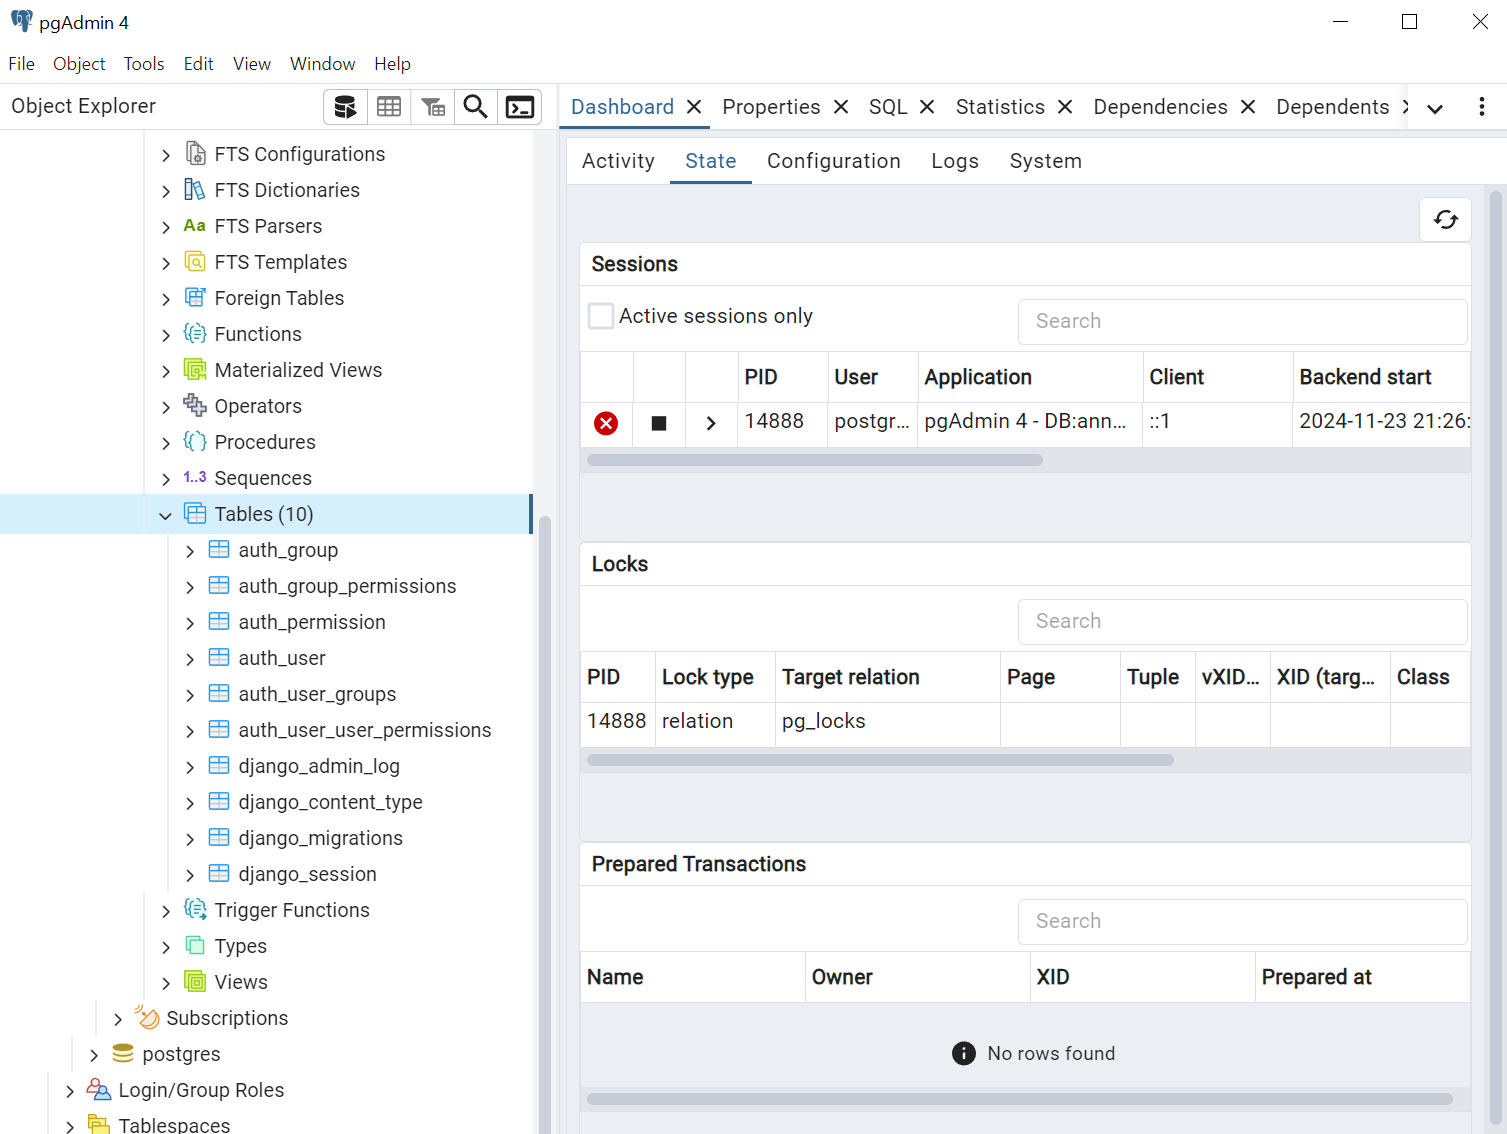 pgAdmin 4
File Object Tools Edit View Window Help
Object Explorer
Dashboard Properties SQL Statistics Dependencies Dependents
FTS Configurations
FTS Dictionaries
Aa FTS Parsers
FTS Templates
Foreign Tables
Functions
Materialized Views
Operators
Procedures
1..3 Sequences
Tables (10)
auth_group
auth_group_permissions
auth_permission
auth_user
auth_user_groups
auth_user_user_permissions
django_admin_log
django_content_type
django_migrations
django_session
Trigger Functions
Types
Views
Subscriptions
postgres
Login/Group Roles
Tablespaces
Activity State Configuration Logs System
Sessions
Active sessions only
Search
PID User Application Client Backend start
14888 postgr... pgAdmin 4 - DB:ann... ::1 2024-11-23 21:26:
Locks
Search
PID Lock type Target relation Page Tuple vXID... XID (targ... Class
14888 relation pg_locks
Prepared Transactions
Search
Name Owner XID Prepared at
No rows found